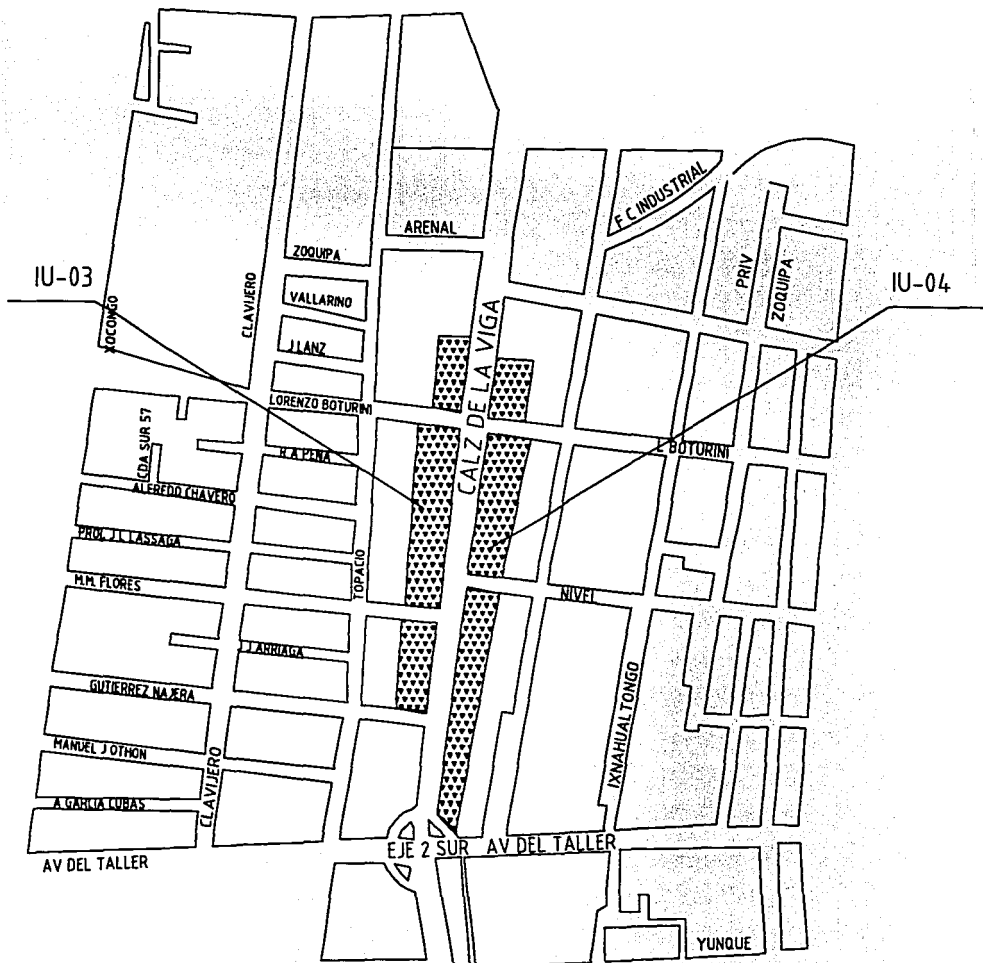 F C INDUSTRIAL
ARENAL
ZOQUIPA
PRIV
ZOQUIPA
IU-03
IU-04
VALLARINO
XOCONGO
CLAVIJERO
CALZ DE LA VIGA
J LANZ
LORENZO BOTURINI
L BOTURINI
CDA SUR 57
R.A PENA
ALFREDO CHAVERO
PROL J C LASSAGA
TOPACIO
M.M. FLORES
NIVEL
J J ARRIAGA
GUTIERREZ NAJERA
IXNAHUALTONGO
MANUEL J OTHON
CLAVIJERO
A GARCIA CUBAS
EJE 2 SUR AV DEL TALLER
AV DEL TALLER
YUNQUE